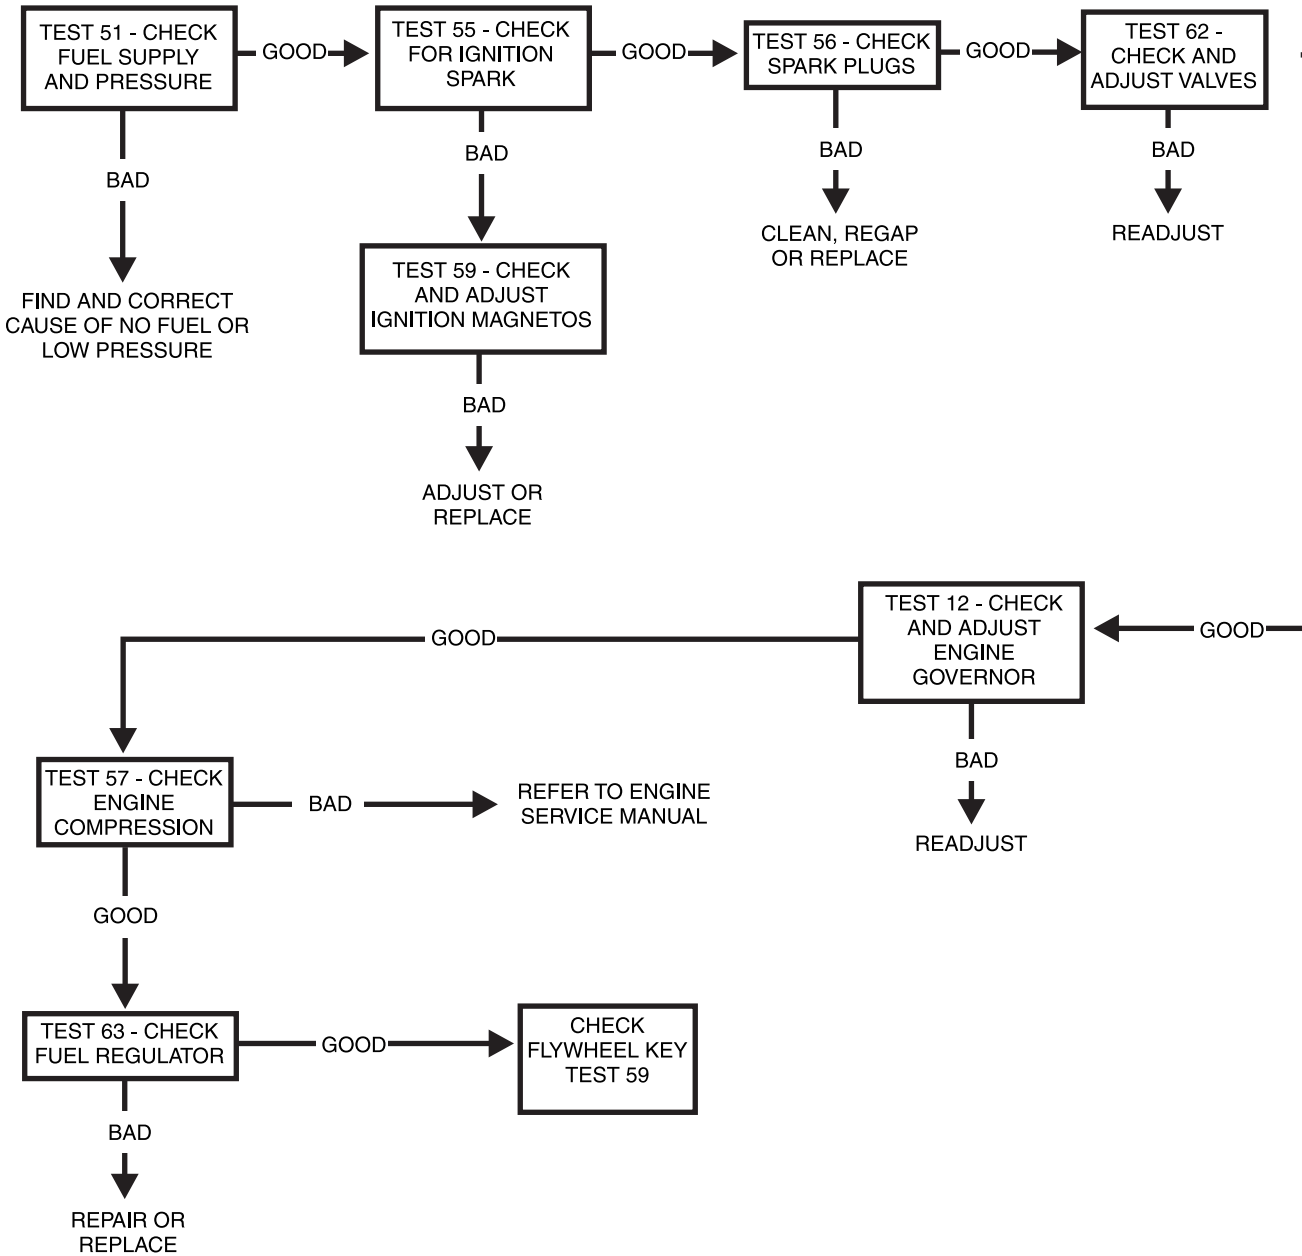 TEST 51 - CHECK
FUEL SUPPLY
AND PRESSURE
GOOD
TEST 55 - CHECK
FOR IGNITION
SPARK
GOOD
TEST 56 - CHECK
SPARK PLUGS
GOOD
TEST 62 -
CHECK AND
ADJUST VALVES
BAD
BAD
BAD
BAD
FIND AND CORRECT
CAUSE OF NO FUEL OR
LOW PRESSURE
TEST 59 - CHECK
AND ADJUST
IGNITION MAGNETOS
CLEAN, REGAP
OR REPLACE
READJUST
BAD
ADJUST OR
REPLACE
GOOD
TEST 12 - CHECK
AND ADJUST
ENGINE
GOVERNOR
GOOD
BAD
READJUST
TEST 57 - CHECK
ENGINE
COMPRESSION
BAD
REFER TO ENGINE
SERVICE MANUAL
GOOD
TEST 63 - CHECK
FUEL REGULATOR
GOOD
CHECK
FLYWHEEL KEY
TEST 59
BAD
REPAIR OR
REPLACE